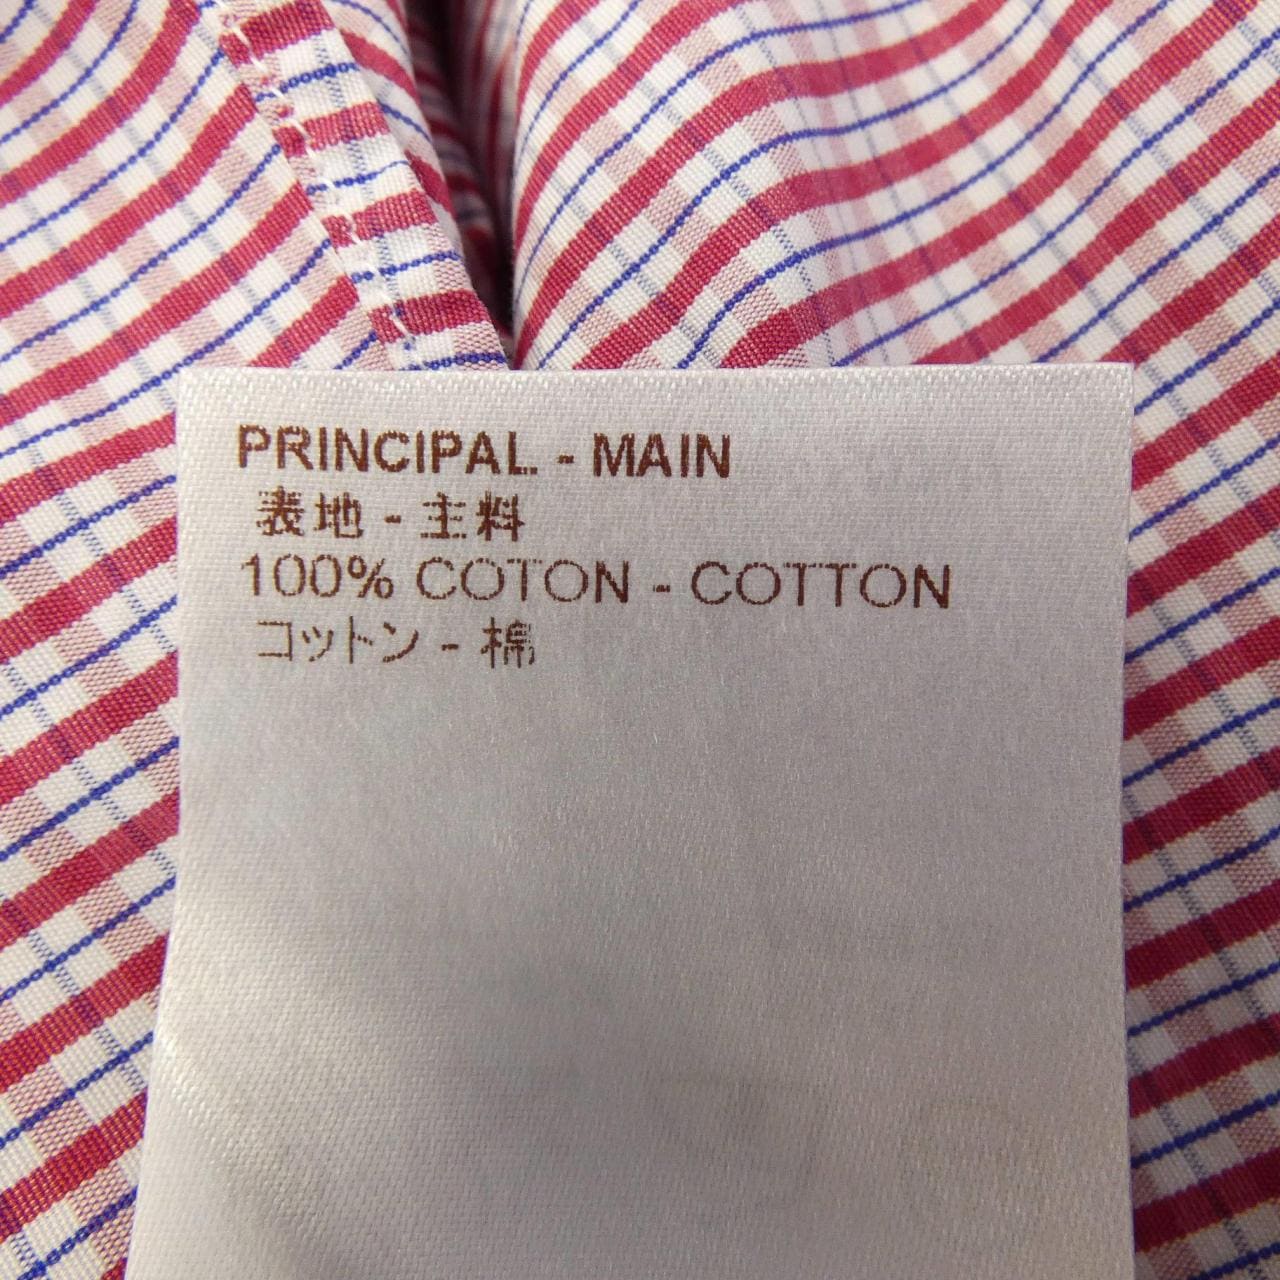 PRINCIPAL - MAIN
表地 - 主料
100% COTON - COTTON
コットン - 棉